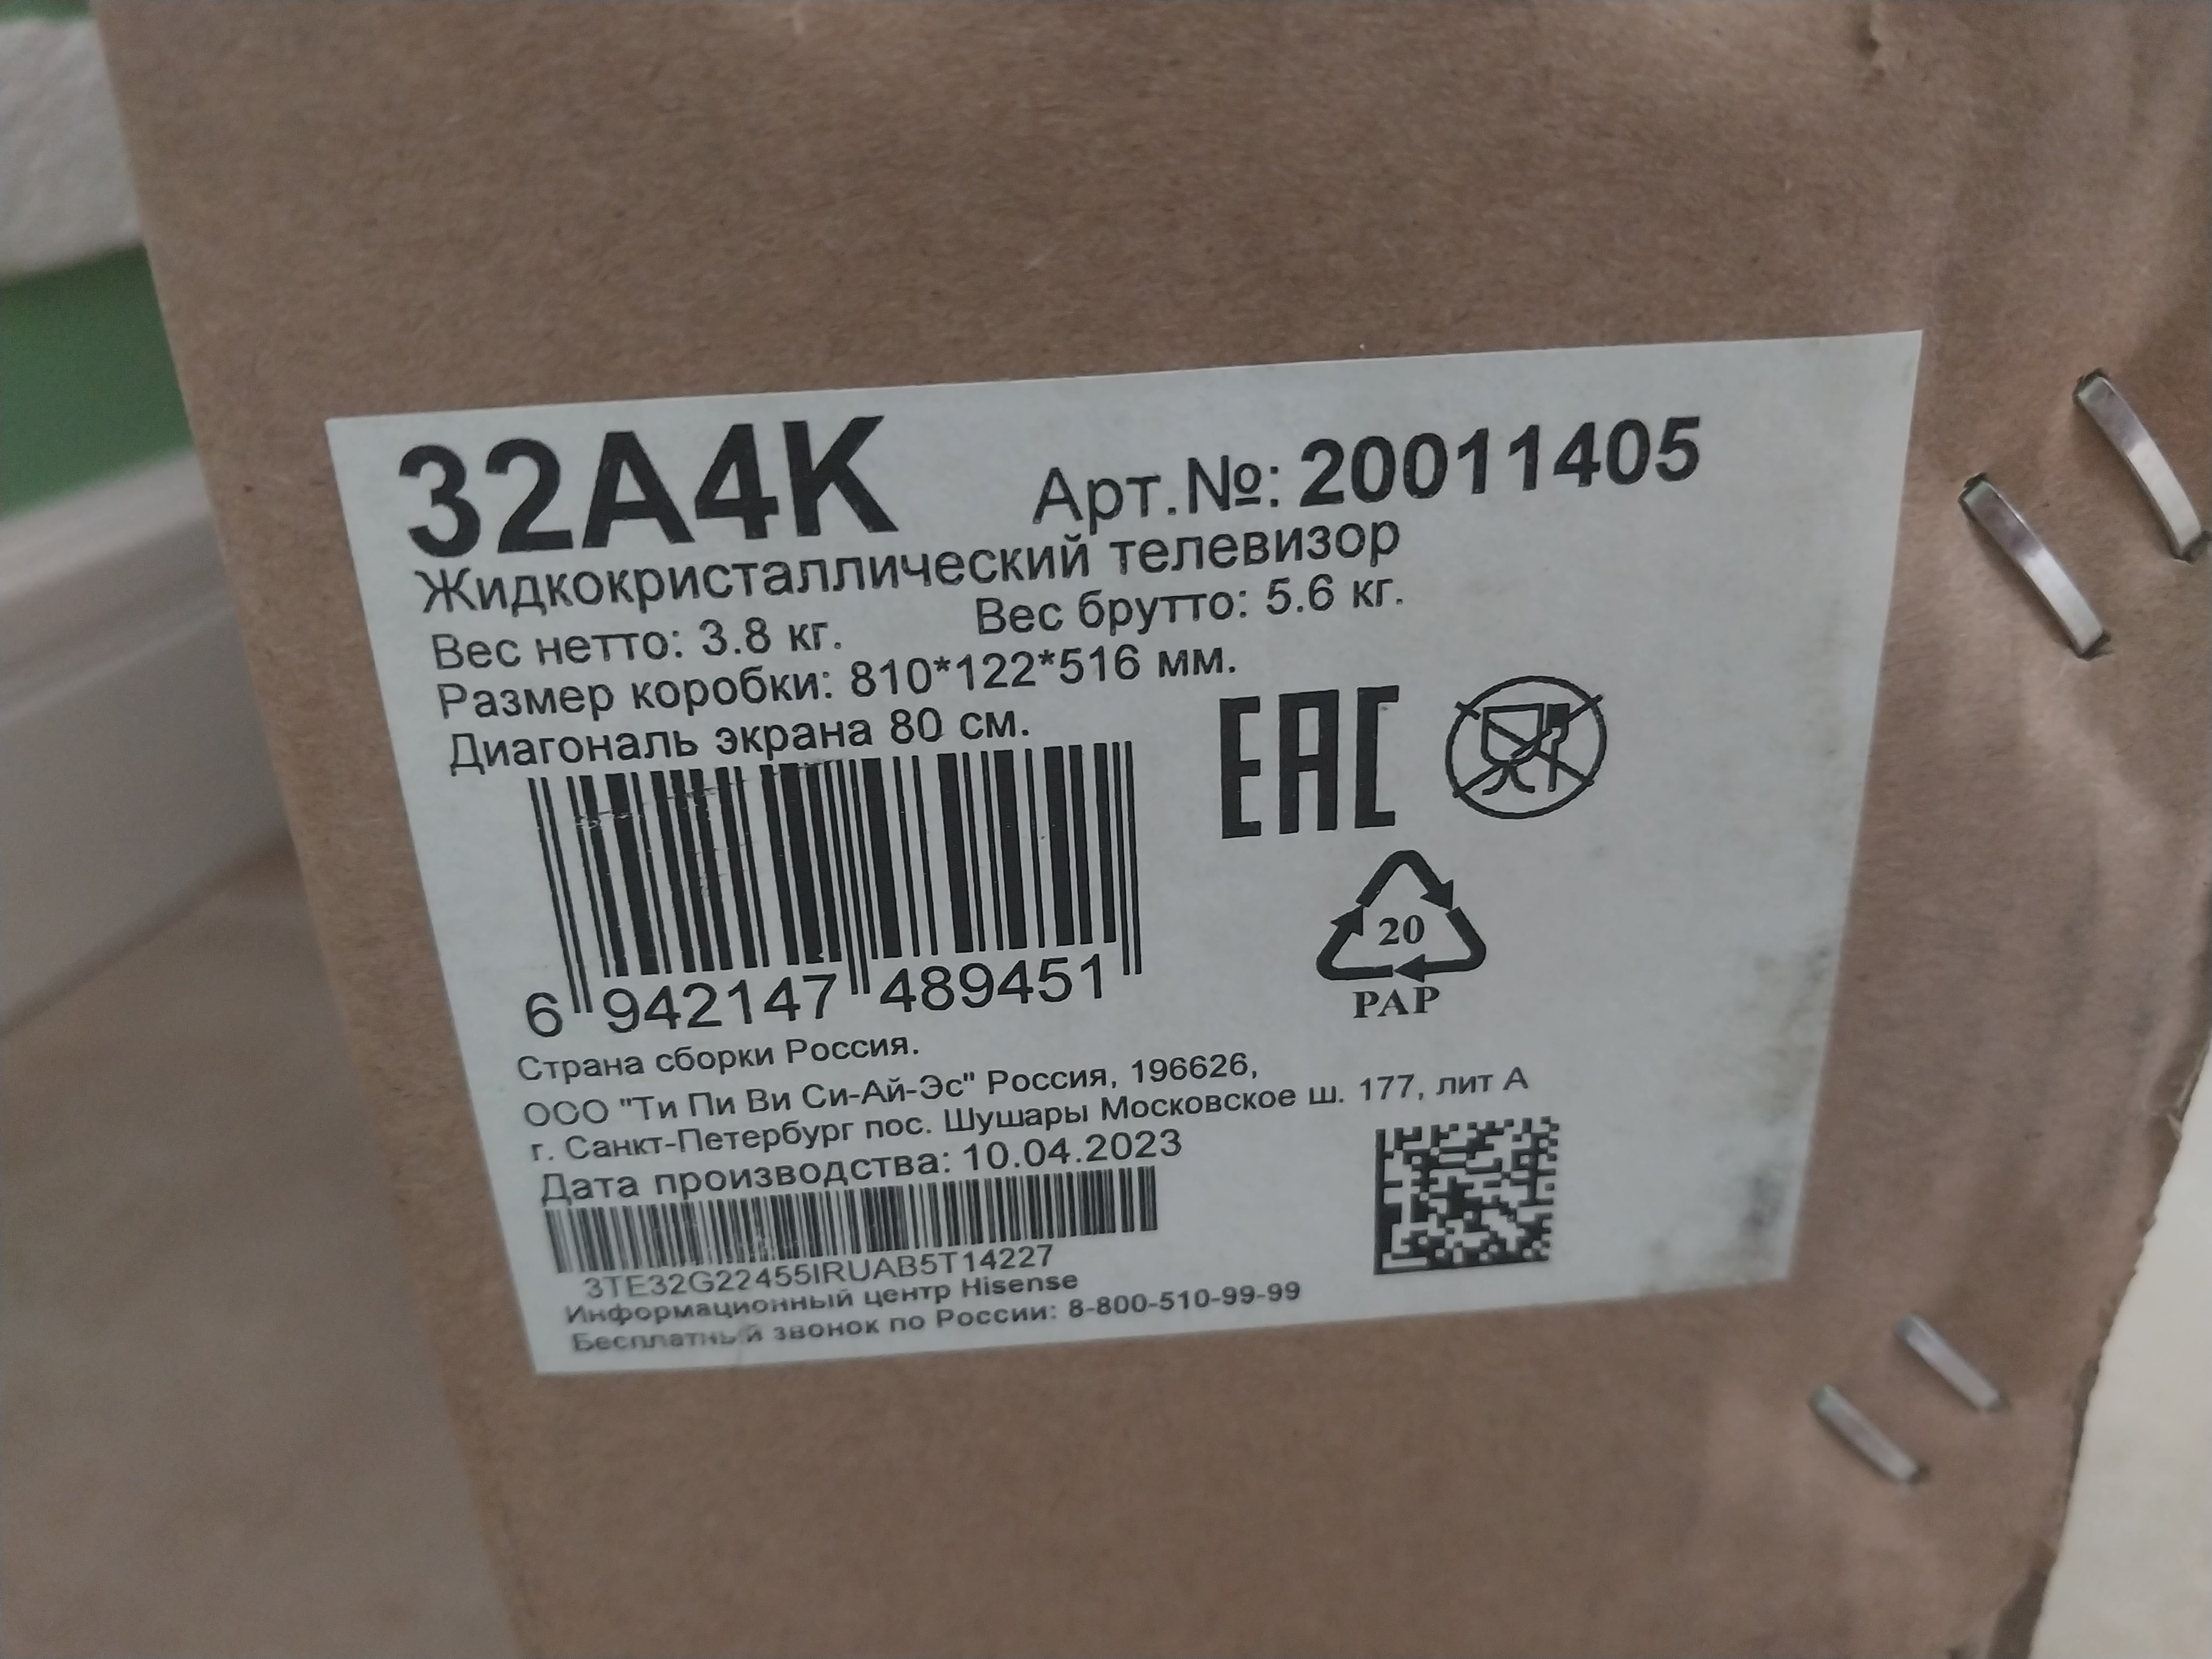 32A4K Арт.№: 20011405
Жидкокристаллический телевизор
Вес нетто: 3.8 кг. Вес брутто: 5.6 кг.
Размер коробки: 810*122*516 мм.
Диагональ экрана 80 см.
EAC
20
PAP
6 942147 489451
Страна сборки Россия.
ООО "Ти Пи Ви Си-Ай-Эс" Россия, 196626,
г. Санкт-Петербург пос. Шушары Московское ш. 177, лит А
Дата производства: 10.04.2023
3TE32G22455IRUAB5T14227
Информационный центр Hisense
Бесплатный звонок по России: 8-800-510-99-99